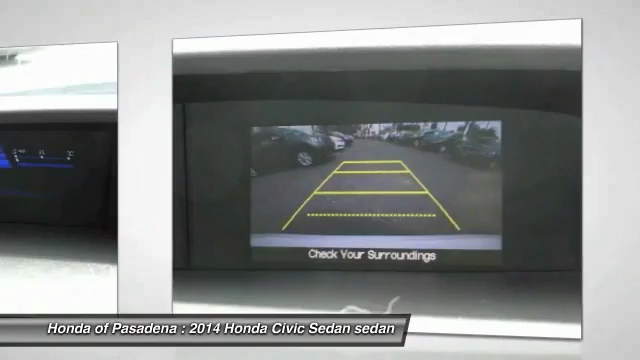 Check Your Surroundings
Honda of Pasadena : 2014 Honda Civic Sedan sedan